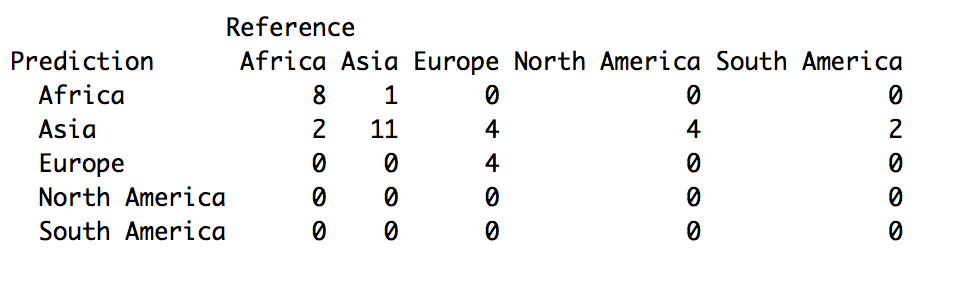 Reference
Prediction Africa Asia Europe North America South America
Africa 8 1 0 0 0
Asia 2 11 4 4 2
Europe 0 0 4 0 0
North America 0 0 0 0 0
South America 0 0 0 0 0